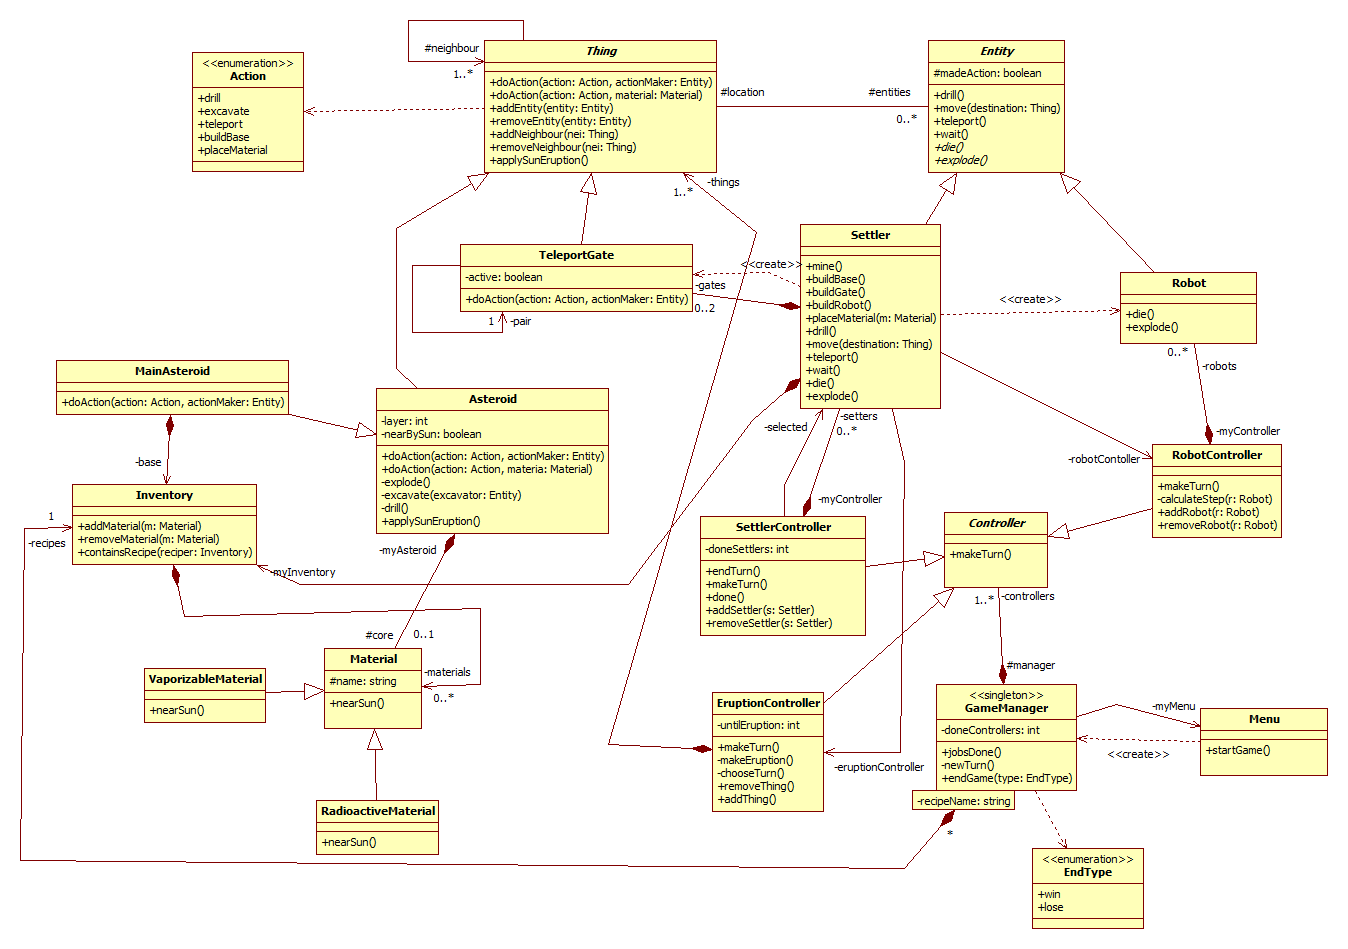 #neighbour
1..*
Thing
+doAction(action: Action, actionMaker: Entity)
+doAction(action: Action, material: Material)
+addEntity(entity: Entity)
+removeEntity(entity: Entity)
+addNeighbour(nei: Thing)
+removeNeighbour(nei: Thing)
+applySunEruption()
<<enumeration>>
Action
+drill
+excavate
+teleport
+buildBase
+placeMaterial
#location
#entities
0..*
Entity
#madeAction: boolean
+drill()
+move(destination: Thing)
+teleport()
+wait()
+die()
+explode()
1..*
-things
TeleportGate
-active: boolean
+doAction(action: Action, actionMaker: Entity)
1
-pair
<<create>>
-gates
0..2
Settler
+mine()
+buildBase()
+buildGate()
+buildRobot()
+placeMaterial(m: Material)
+drill()
+move(destination: Thing)
+teleport()
+wait()
+die()
+explode()
<<create>>
Robot
+die()
+explode()
0..*
-robots
-myController
-robotContoller
RobotController
+makeTurn()
-calculateStep(r: Robot)
+addRobot(r: Robot)
+removeRobot(r: Robot)
MainAsteroid
+doAction(action: Action, actionMaker: Entity)
-base
Asteroid
-layer: int
-nearBySun: boolean
+doAction(action: Action, actionMaker: Entity)
+doAction(action: Action, materia: Material)
-explode()
-excavate(excavator: Entity)
-drill()
+applySunEruption()
-selected
-setters
0..*
-myController
1
-recipes
Inventory
+addMaterial(m: Material)
+removeMaterial(m: Material)
+containsRecipe(reciper: Inventory)
-myInventory
-myAsteroid
#core
0..1
SettlerController
-doneSettlers: int
+endTurn()
+makeTurn()
+done()
+addSettler(s: Settler)
+removeSettler(s: Settler)
Controller
+makeTurn()
1..*
-controllers
#manager
VaporizableMaterial
+nearSun()
Material
#name: string
+nearSun()
-materials
0..*
RadioactiveMaterial
+nearSun()
EruptionController
-untilEruption: int
+makeTurn()
-makeEruption()
-chooseTurn()
+removeThing()
+addThing()
-eruptionController
<<singleton>>
GameManager
-doneControllers: int
+jobsDone()
-newTurn()
+endGame(type: EndType)
-recipeName: string
*
-myMenu
<<create>>
Menu
+startGame()
<<enumeration>>
EndType
+win
+lose